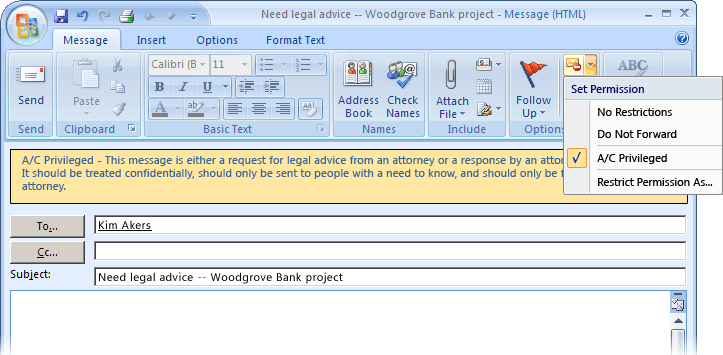 Need legal advice -- Woodgrove Bank project - Message (HTML)
Message Insert Options Format Text
Send
Send
Paste
Clipboard
Calibri (B 11
B I U A
Basic Text
Address Book
Check Names
Names
Attach File
Include
Follow Up
Options
ABC
Set Permission
No Restrictions
Do Not Forward
A/C Privileged
Restrict Permission As...
A/C Privileged - This message is either a request for legal advice from an attorney or a response by an atto
It should be treated confidentially, should only be sent to people with a need to know, and should only be
attorney.
To... Kim Akers
Cc...
Subject: Need legal advice -- Woodgrove Bank project